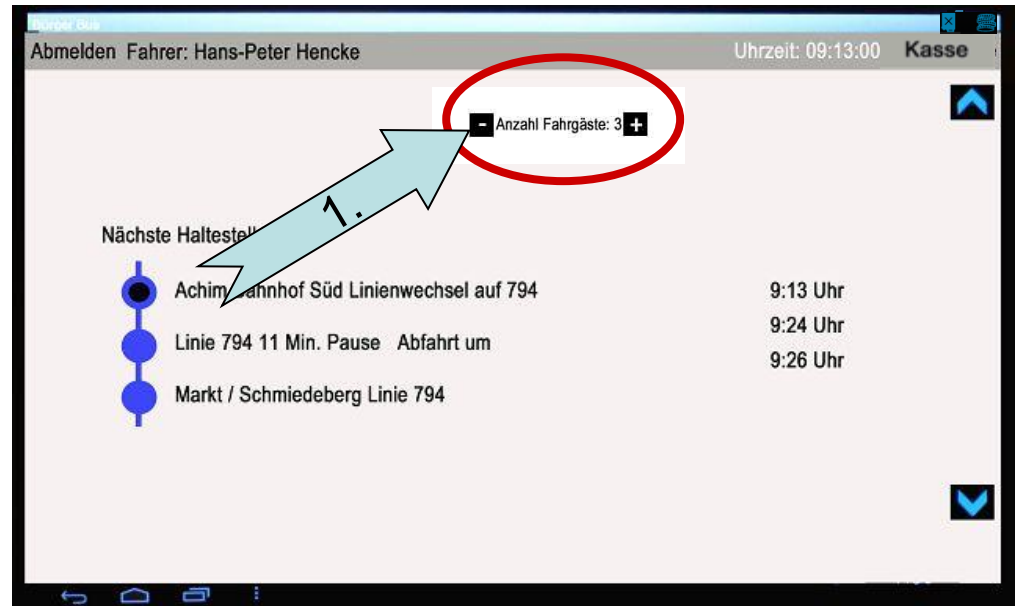 Bürger Bus
Abmelden Fahrer: Hans-Peter Hencke Uhrzeit: 09:13:00 Kasse
- Anzahl Fahrgäste: 3 +
1.
Nächste
Achim Bahnhof Süd Linienwechsel auf 794 9:13 Uhr
Linie 794 11 Min. Pause Abfahrt um 9:24 Uhr
9:26 Uhr
Markt / Schmiedeberg Linie 794